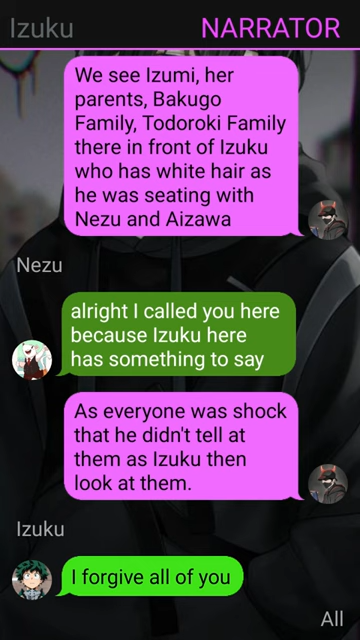 Izuku NARRATOR
We see Izumi, her
parents, Bakugo
Family, Todoroki Family
there in front of Izuku
who has white hair as
he was seating with
Nezu and Aizawa
Nezu
alright I called you here
because Izuku here
has something to say
As everyone was shock
that he didn't tell at
them as Izuku then
look at them.
Izuku
I forgive all of you
All